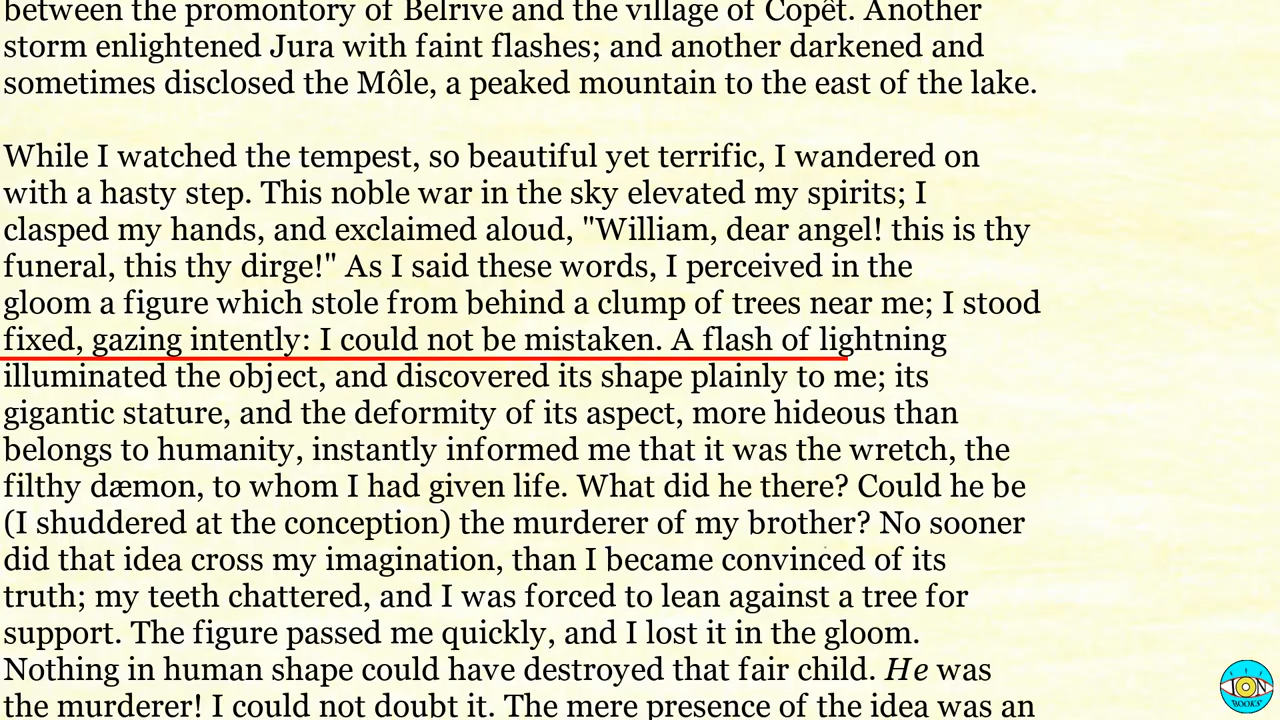 between the promontory of Belrive and the village of Copêt. Another
storm enlightened Jura with faint flashes; and another darkened and
sometimes disclosed the Môle, a peaked mountain to the east of the lake.
While I watched the tempest, so beautiful yet terrific, I wandered on
with a hasty step. This noble war in the sky elevated my spirits; I
clasped my hands, and exclaimed aloud, "William, dear angel! this is thy
funeral, this thy dirge!" As I said these words, I perceived in the
gloom a figure which stole from behind a clump of trees near me; I stood
fixed, gazing intently: I could not be mistaken. A flash of lightning
illuminated the object, and discovered its shape plainly to me; its
gigantic stature, and the deformity of its aspect, more hideous than
belongs to humanity, instantly informed me that it was the wretch, the
filthy dæmon, to whom I had given life. What did he there? Could he be
(I shuddered at the conception) the murderer of my brother? No sooner
did that idea cross my imagination, than I became convinced of its
truth; my teeth chattered, and I was forced to lean against a tree for
support. The figure passed me quickly, and I lost it in the gloom.
Nothing in human shape could have destroyed that fair child. He was
the murderer! I could not doubt it. The mere presence of the idea was an
ION
BOOKS